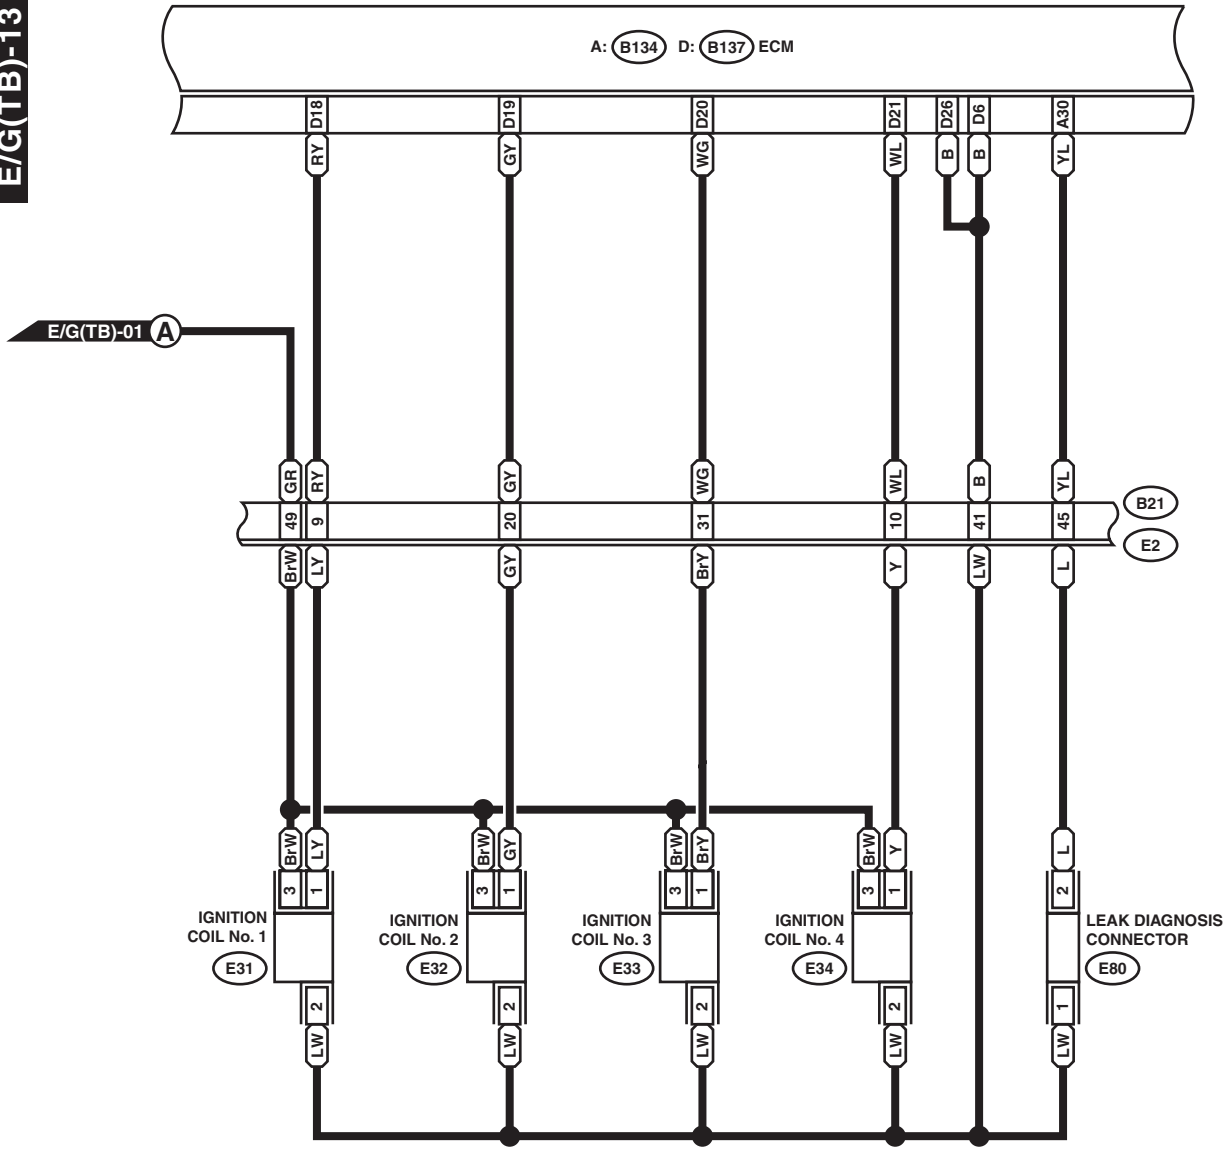 E/G(TB)-13
A: B134 D: B137 ECM
D18 D19 D20 D21 D26 D6 A30
RY GY WG WL B B YL
E/G(TB)-01 A
GR RY GY WG WL B YL
49 9 20 31 10 41 45
B21
E2
BrW LY GY BrY Y LW L
BrW LY BrW GY BrW BrY BrW Y L
3 1 3 1 3 1 3 1 2
IGNITION
COIL No. 1
E31
IGNITION
COIL No. 2
E32
IGNITION
COIL No. 3
E33
IGNITION
COIL No. 4
E34
LEAK DIAGNOSIS
CONNECTOR
E80
2 2 2 2 1
LW LW LW LW LW